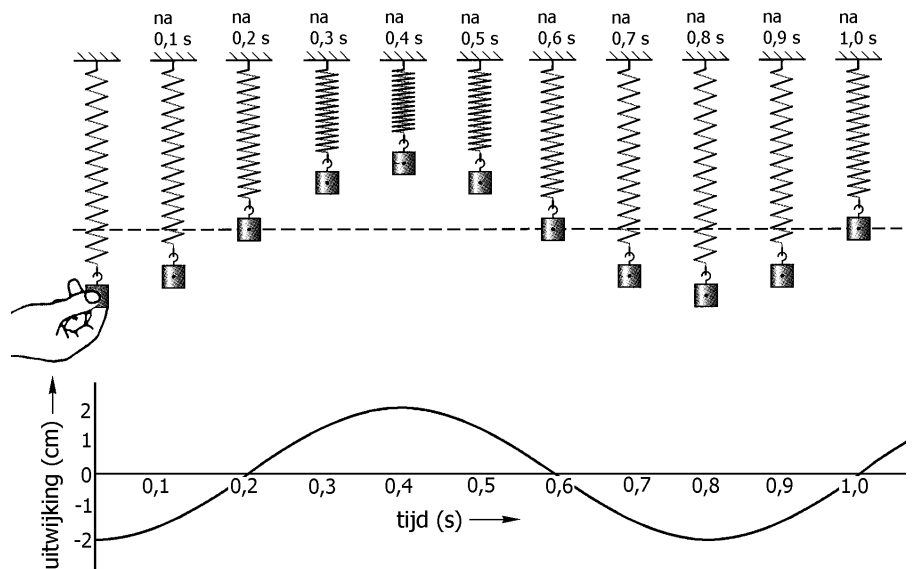 na
0,1 s
na
0,2 s
na
0,3 s
na
0,4 s
na
0,5 s
na
0,6 s
na
0,7 s
na
0,8 s
na
0,9 s
na
1,0 s
uitwijking (cm)
2
1
0
-1
-2
0,1
0,2
0,3
0,4
0,5
0,6
0,7
0,8
0,9
1,0
tijd (s)